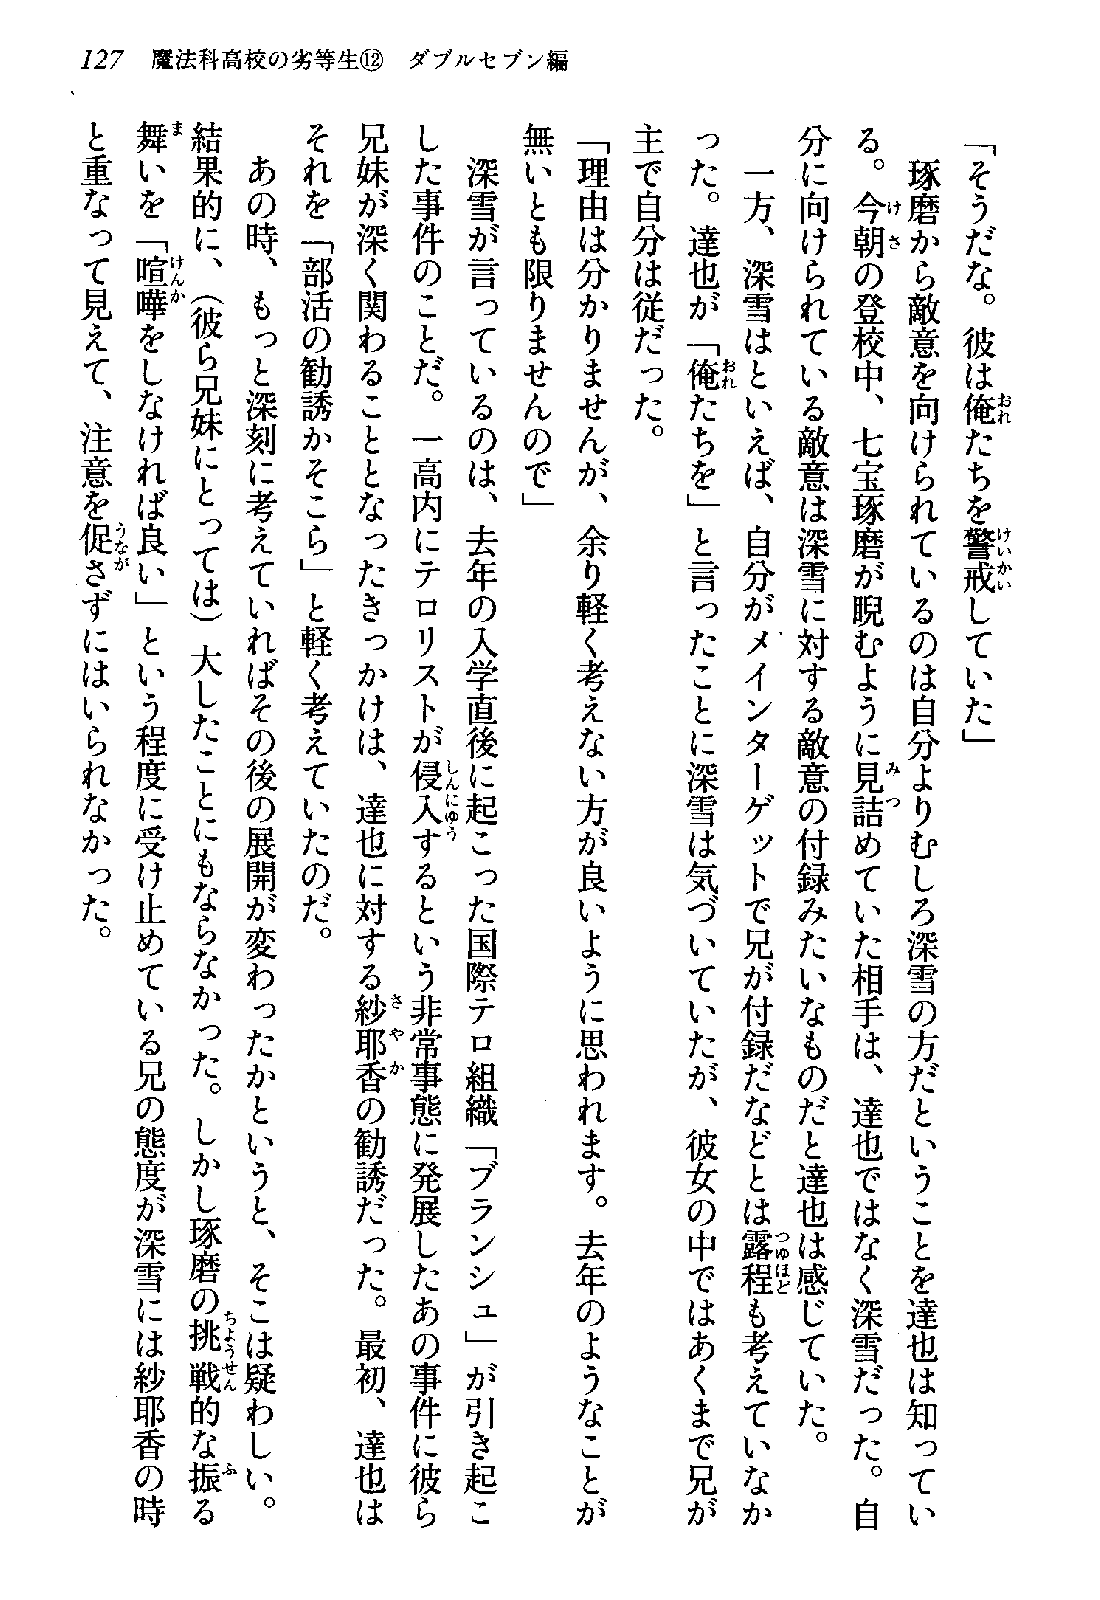 127 魔法科高校の劣等生⑫ ダブルセブン編
「そうだな。彼は俺たちを警戒していた」
琢磨から敵意を向けられているのは自分よりむしろ深雪の方だということを達也は知ってい
る。今朝の登校中、七宝琢磨が睨むように見詰めていた相手は、達也ではなく深雪だった。自
分に向けられている敵意は深雪に対する敵意の付録みたいなものだと達也は感じていた。
一方、深雪はといえば、自分がメインターゲットで兄が付録だなどとは露程も考えていなか
った。達也が「俺たちを」と言ったことに深雪は気づいていたが、彼女の中ではあくまで兄が
主で自分は従だった。
「理由は分かりませんが、余り軽く考えない方が良いように思われます。去年のようなことが
無いとも限りませんので」
深雪が言っているのは、去年の入学直後に起こった国際テロ組織「ブランシュ」が引き起こ
した事件のことだ。一高内にテロリストが侵入するという非常事態に発展したあの事件に彼ら
兄妹が深く関わることとなったきっかけは、達也に対する紗耶香の勧誘だった。最初、達也は
それを「部活の勧誘かそこら」と軽く考えていたのだ。
あの時、もっと深刻に考えていればその後の展開が変わったかというと、そこは疑わしい。
結果的に、（彼ら兄妹にとっては）大したことにもならなかった。しかし琢磨の挑戦的な振る
舞いを「喧嘩をしなければ良い」という程度に受け止めている兄の態度が深雪には紗耶香の時
と重なって見えて、注意を促さずにはいられなかった。